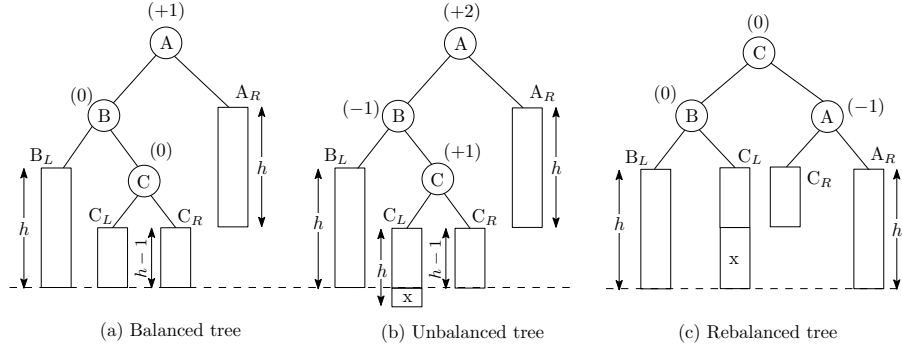 (+1)
A
(0)
B
A_R
(0)
B_L
C
h
C_L
C_R
h
h − 1
(a) Balanced tree
(+2)
A
(−1)
B
A_R
(+1)
B_L
C
h
C_L
C_R
h
h
h − 1
x
(b) Unbalanced tree
(0)
C
(0)
B
(−1)
A
B_L
C_L
C_R
A_R
h
x
h
(c) Rebalanced tree